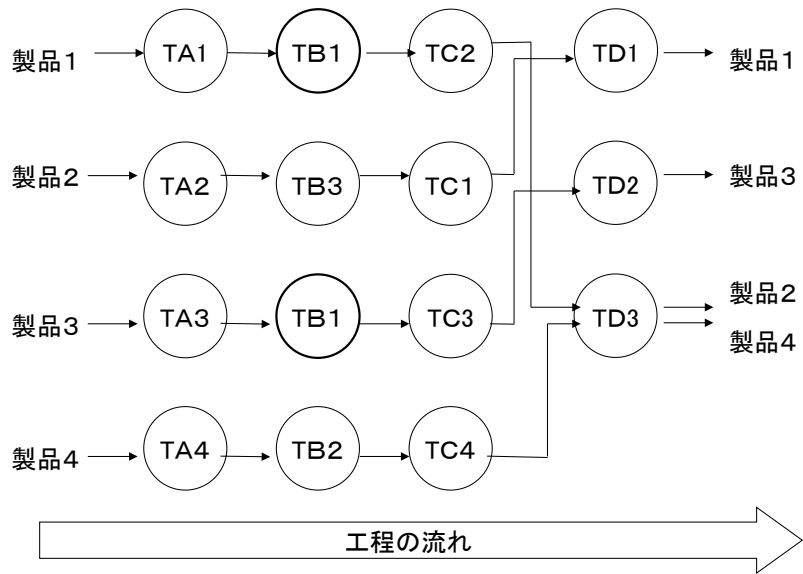 製品1 TA1 TB1 TC2 TD1 製品1
製品2 TA2 TB3 TC1 TD2 製品3
製品3 TA3 TB1 TC3 TD3 製品2
製品4
製品4 TA4 TB2 TC4
工程の流れ